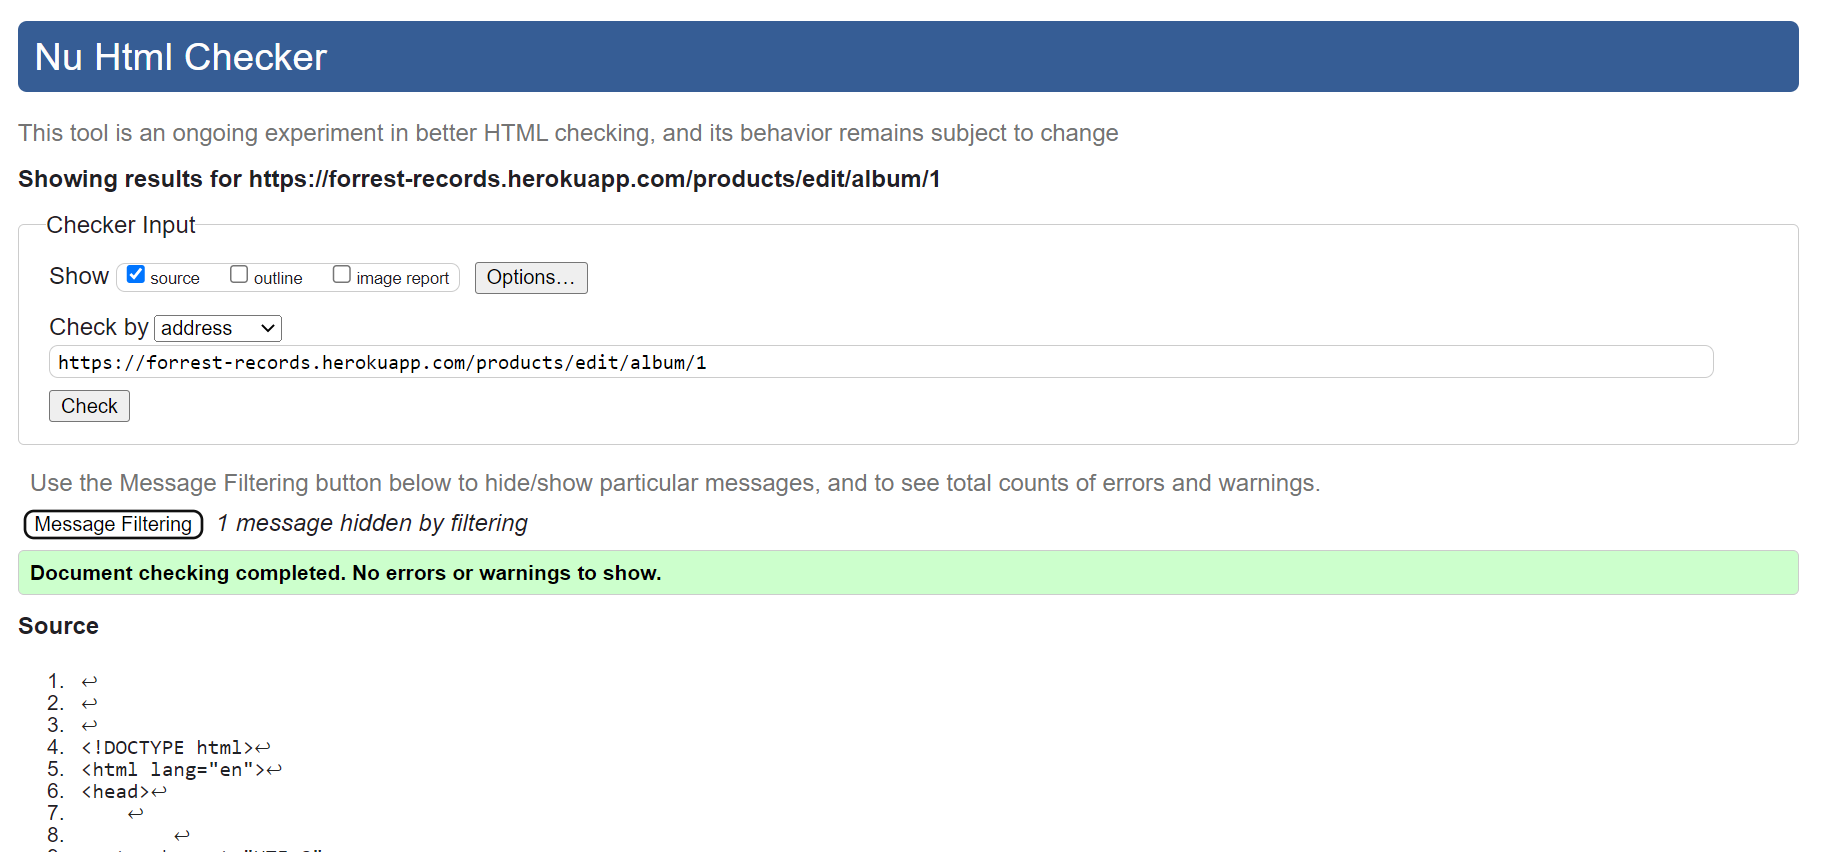 Nu Html Checker
This tool is an ongoing experiment in better HTML checking, and its behavior remains subject to change
Showing results for https://forrest-records.herokuapp.com/products/edit/album/1
Checker Input
Show source outline image report Options...
Check by address
https://forrest-records.herokuapp.com/products/edit/album/1
Check
Use the Message Filtering button below to hide/show particular messages, and to see total counts of errors and warnings.
Message Filtering 1 message hidden by filtering
Document checking completed. No errors or warnings to show.
Source
1. ↩
2. ↩
3. ↩
4. <!DOCTYPE html>↩
5. <html lang="en">↩
6. <head>↩
7. ↩
8. ↩